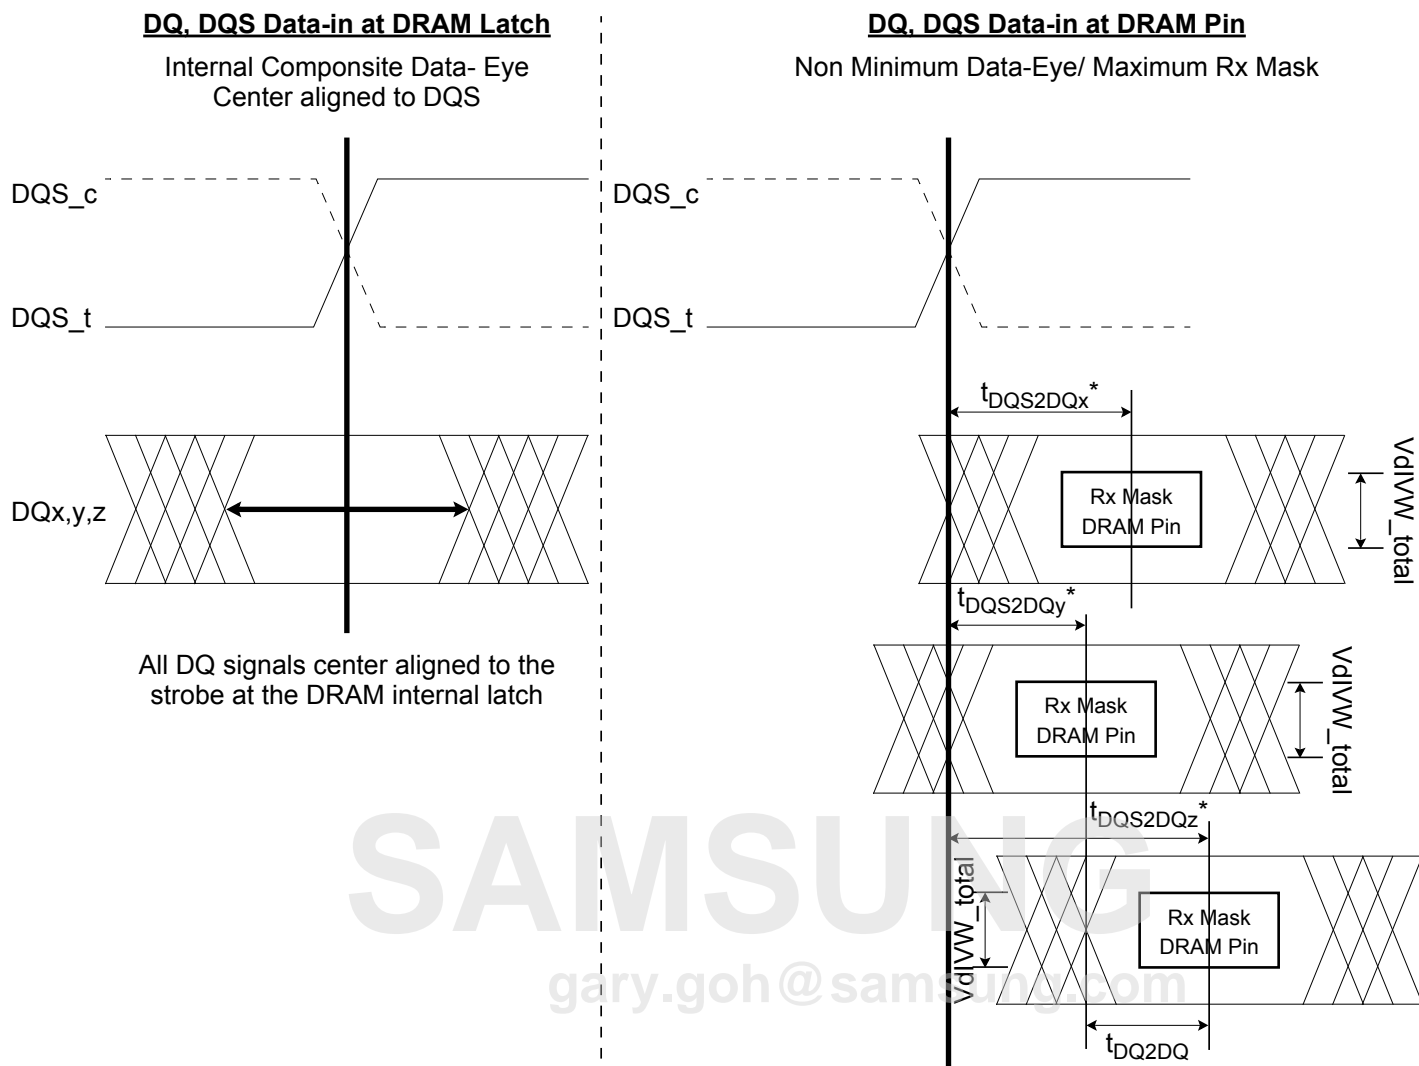 DQ, DQS Data-in at DRAM Latch
Internal Componsite Data- Eye
Center aligned to DQS
DQS_c
DQS_t
DQx,y,z
All DQ signals center aligned to the
strobe at the DRAM internal latch
DQ, DQS Data-in at DRAM Pin
Non Minimum Data-Eye/ Maximum Rx Mask
DQS_c
DQS_t
tDQS2DQx*
Rx Mask
DRAM Pin
VdIVW_total
tDQS2DQy*
Rx Mask
DRAM Pin
VdIVW_total
tDQS2DQz*
VdIVW_total
Rx Mask
DRAM Pin
tDQ2DQ
SAMSUNG
gary.goh@samsung.com